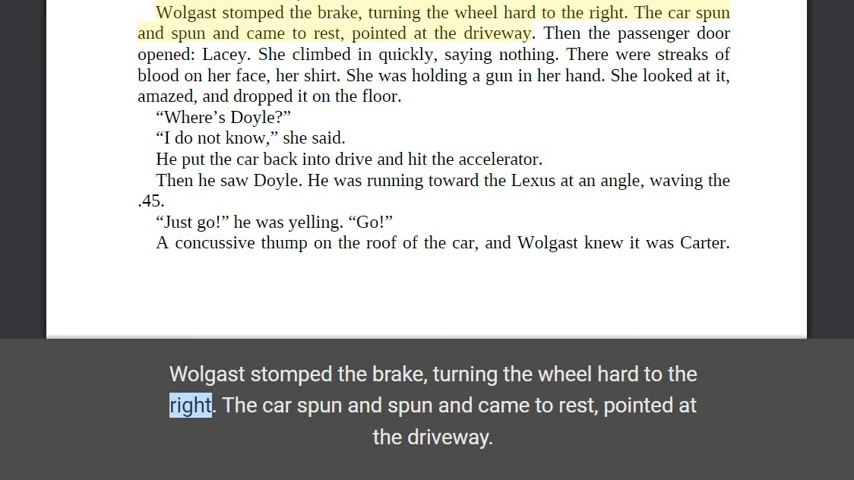 Wolgast stomped the brake, turning the wheel hard to the right. The car spun
and spun and came to rest, pointed at the driveway. Then the passenger door
opened: Lacey. She climbed in quickly, saying nothing. There were streaks of
blood on her face, her shirt. She was holding a gun in her hand. She looked at it,
amazed, and dropped it on the floor.
“Where’s Doyle?”
“I do not know,” she said.
He put the car back into drive and hit the accelerator.
Then he saw Doyle. He was running toward the Lexus at an angle, waving the
.45.
“Just go!” he was yelling. “Go!”
A concussive thump on the roof of the car, and Wolgast knew it was Carter.
Wolgast stomped the brake, turning the wheel hard to the
right. The car spun and spun and came to rest, pointed at
the driveway.